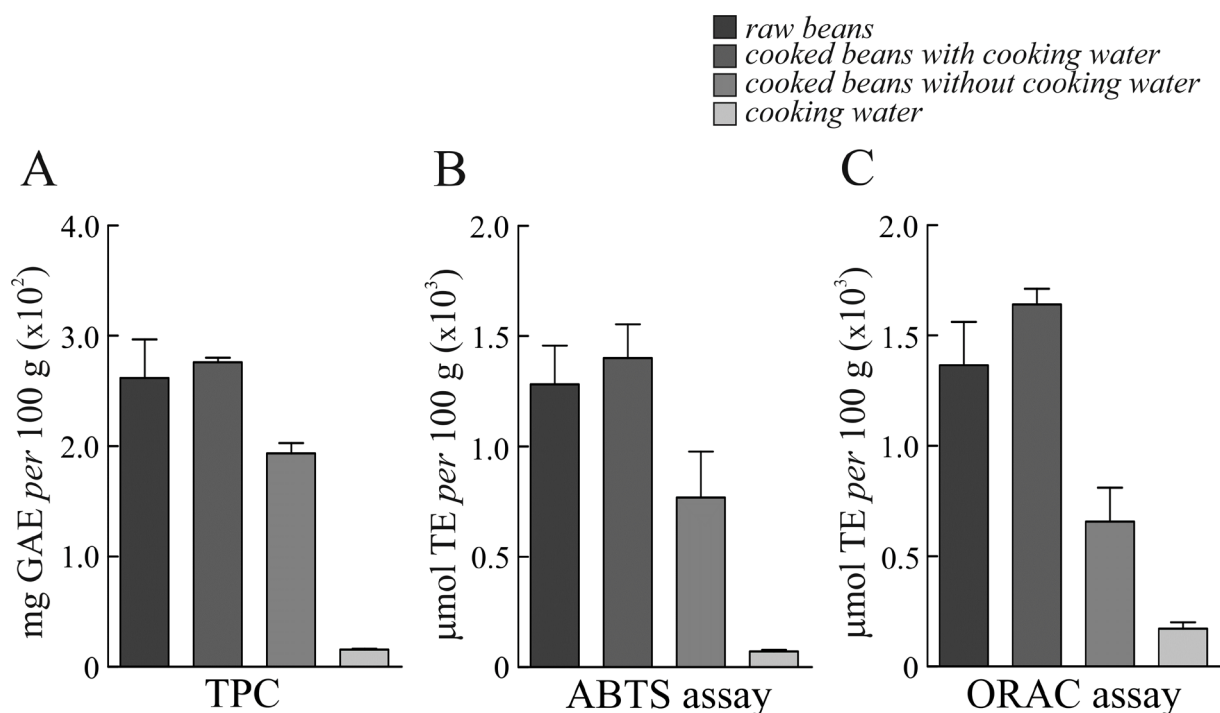 raw beans
cooked beans with cooking water
cooked beans without cooking water
cooking water
A
mg GAE per 100 g (x10²)
4.0
3.0
2.0
1.0
0
TPC
B
µmol TE per 100 g (x10³)
2.0
1.5
1.0
0.5
0
ABTS assay
C
µmol TE per 100 g (x10³)
2.0
1.5
1.0
0.5
0
ORAC assay